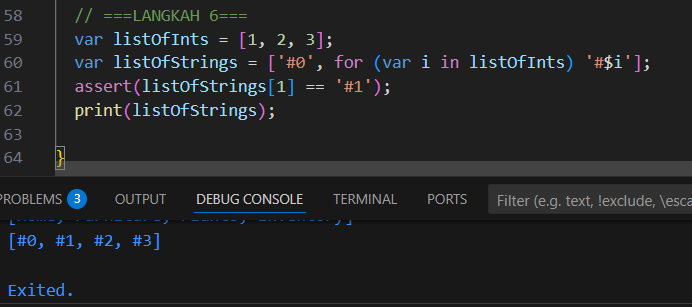 58 // ===LANGKAH 6===
59 var listOfInts = [1, 2, 3];
60 var listOfStrings = ['#0', for (var i in listOfInts) '#$i'];
61 assert(listOfStrings[1] == '#1');
62 print(listOfStrings);
63
64 }
PROBLEMS 3 OUTPUT DEBUG CONSOLE TERMINAL PORTS Filter (e.g. text, !exclude, \esca
[#0, #1, #2, #3]
Exited.